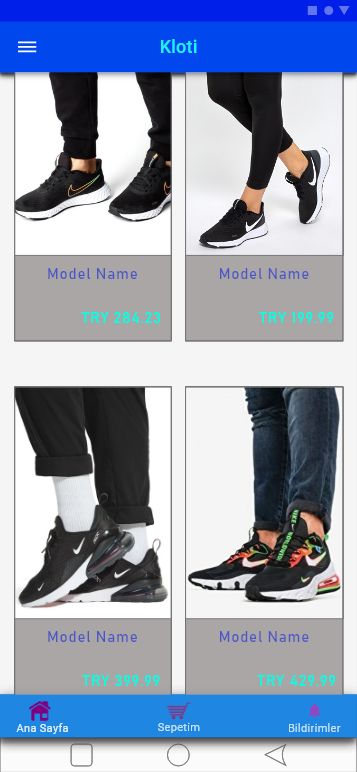 Kloti
Model Name
TRY 284.23
Model Name
TRY 199.99
Model Name
TRY 399.99
Model Name
TRY 429.99
Ana Sayfa
Sepetim
Bildirimler